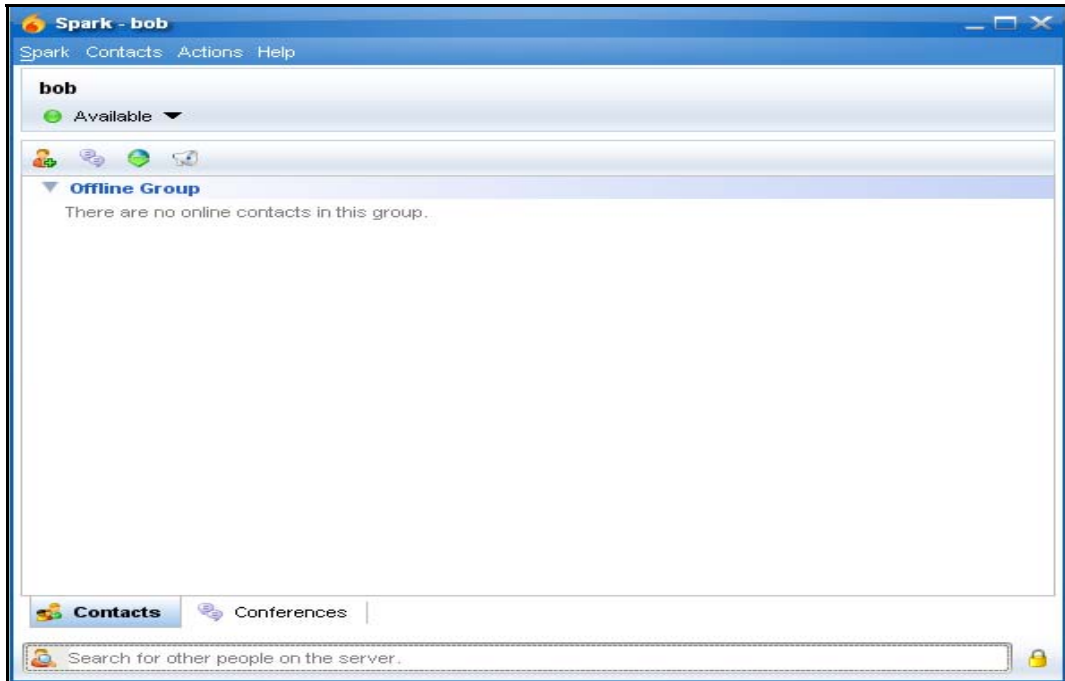 Spark - bob
Spark Contacts Actions Help
bob
Available
Offline Group
There are no online contacts in this group.
Contacts Conferences
Search for other people on the server.